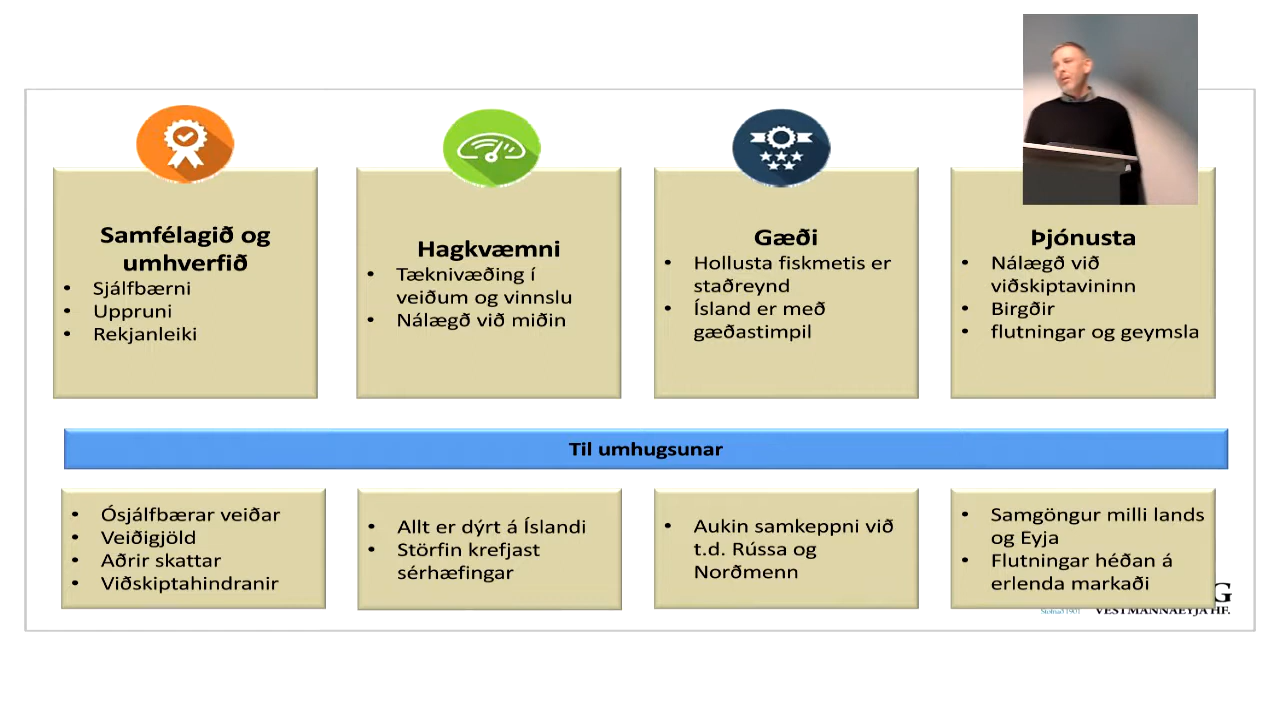 Samfélagið og
umhverfið
• Sjálfbærni
• Uppruni
• Rekjanleiki
Hagkvæmni
• Tæknivæðing í
veiðum og vinnslu
• Nálægð við miðin
Gæði
• Hollusta fiskmetis er
staðreynd
• Ísland er með
gæðastimpil
Þjónusta
• Nálægð við
viðskiptavininn
• Birgðir
• flutningar og geymsla
Til umhugsunar
• Ósjálfbærar veiðar
• Veiðigjöld
• Aðrir skattar
• Viðskiptahindranir
• Allt er dýrt á Íslandi
• Störfin krefjast
sérhæfingar
• Aukin samkeppni við
t.d. Rússa og
Norðmenn
• Samgöngur milli lands
og Eyja
• Flutningar héðan á
erlenda markaði
G
Stofnað 1901 VESTMANNAEYJA HF.